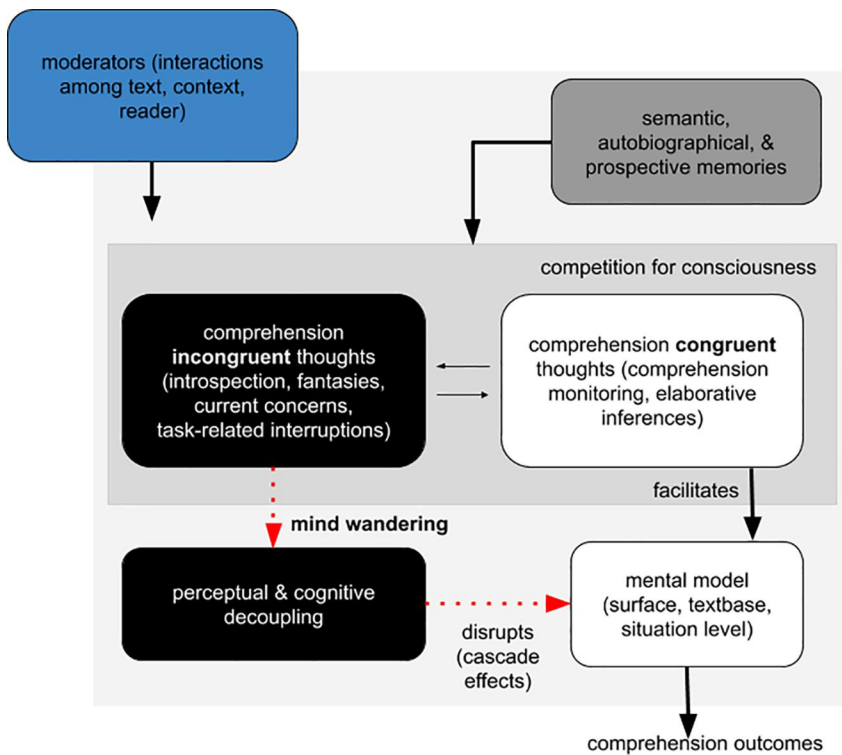 moderators (interactions
among text, context,
reader)
semantic,
autobiographical, &
prospective memories
competition for consciousness
comprehension
incongruent thoughts
(introspection, fantasies,
current concerns,
task-related interruptions)
comprehension congruent
thoughts (comprehension
monitoring, elaborative
inferences)
facilitates
mind wandering
perceptual & cognitive
decoupling
disrupts
(cascade
effects)
mental model
(surface, textbase,
situation level)
comprehension outcomes